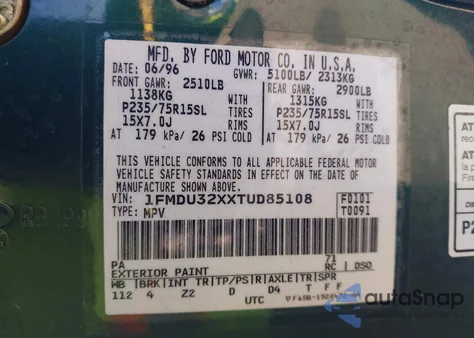 MFD. BY FORD MOTOR CO. IN U.S.A.
DATE: 06/96 GVWR: 5100LB/ 2313KG
FRONT GAWR: 2510LB REAR GAWR: 2900LB
1138KG WITH 1315KG WITH
P235/75R15SL TIRES P235/75R15SL TIRES
15X7.0J RIMS 15X7.0J RIMS
AT 179 kPa/ 26 PSI COLD AT 179 kPa/ 26 PSI COLD
THIS VEHICLE CONFORMS TO ALL APPLICABLE FEDERAL MOTOR
VEHICLE SAFETY STANDARDS IN EFFECT ON THE DATE OF
MANUFACTURE SHOWN ABOVE.
VIN: 1FMDU32XXTUD85108 F0101
TYPE: MPV T0091
PA 71
EXTERIOR PAINT RC DSO
WB BRK INT TR TP/PS R AXLE TR SPR
112 4 Z2 D D4 T F F
UTC
autoSnap